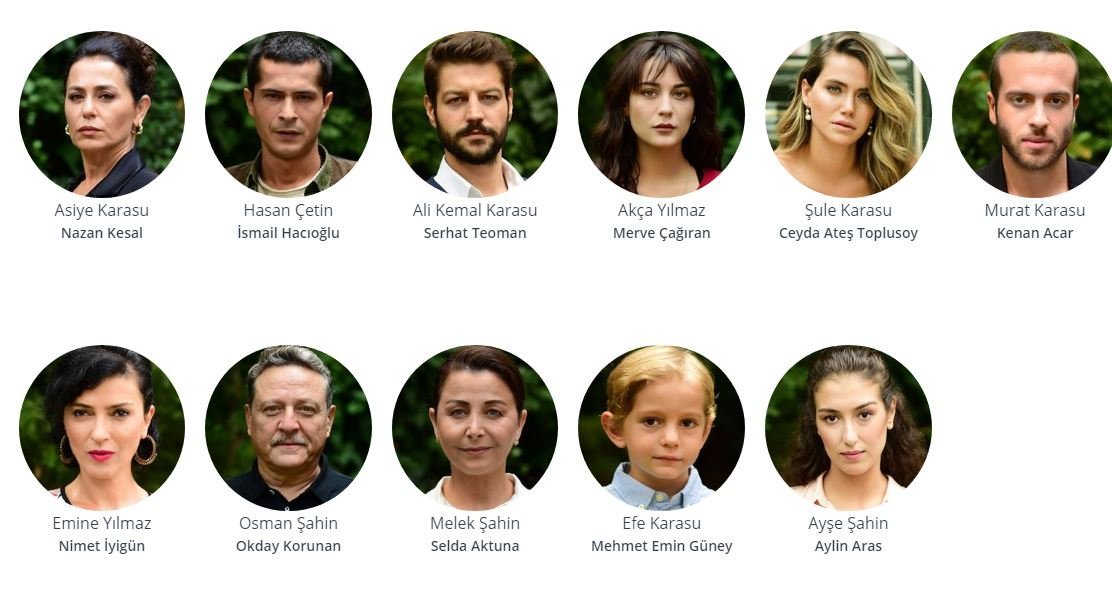 Asiye Karasu
Nazan Kesal
Hasan Çetin
İsmail Hacıoğlu
Ali Kemal Karasu
Serhat Teoman
Akça Yılmaz
Merve Çağıran
Şule Karasu
Ceyda Ateş Toplusoy
Murat Karasu
Kenan Acar
Emine Yılmaz
Nimet İyigün
Osman Şahin
Okday Korunan
Melek Şahin
Selda Aktuna
Efe Karasu
Mehmet Emin Güney
Ayşe Şahin
Aylin Aras